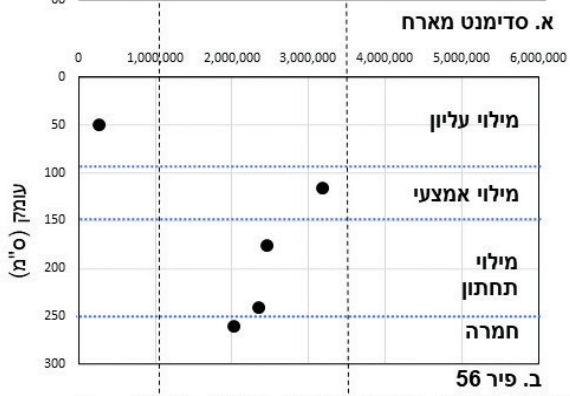 א. סדימנט מארח
0 1,000,000 2,000,000 3,000,000 4,000,000 5,000,000 6,000,000
0
50
מילוי עליון
100
מילוי אמצעי
150
עומק (ס"מ)
200
מילוי
תחתון
250
חמרה
300
ב. פיר 56